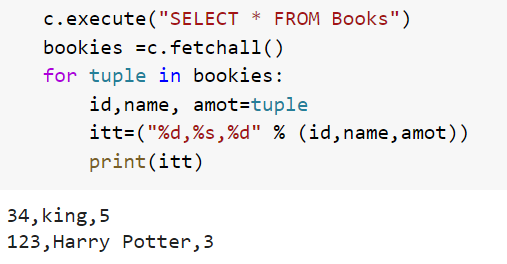 c.execute("SELECT * FROM Books")
bookies =c.fetchall()
for tuple in bookies:
    id,name, amot=tuple
    itt=("%d,%s,%d" % (id,name,amot))
    print(itt)
34,king,5
123,Harry Potter,3